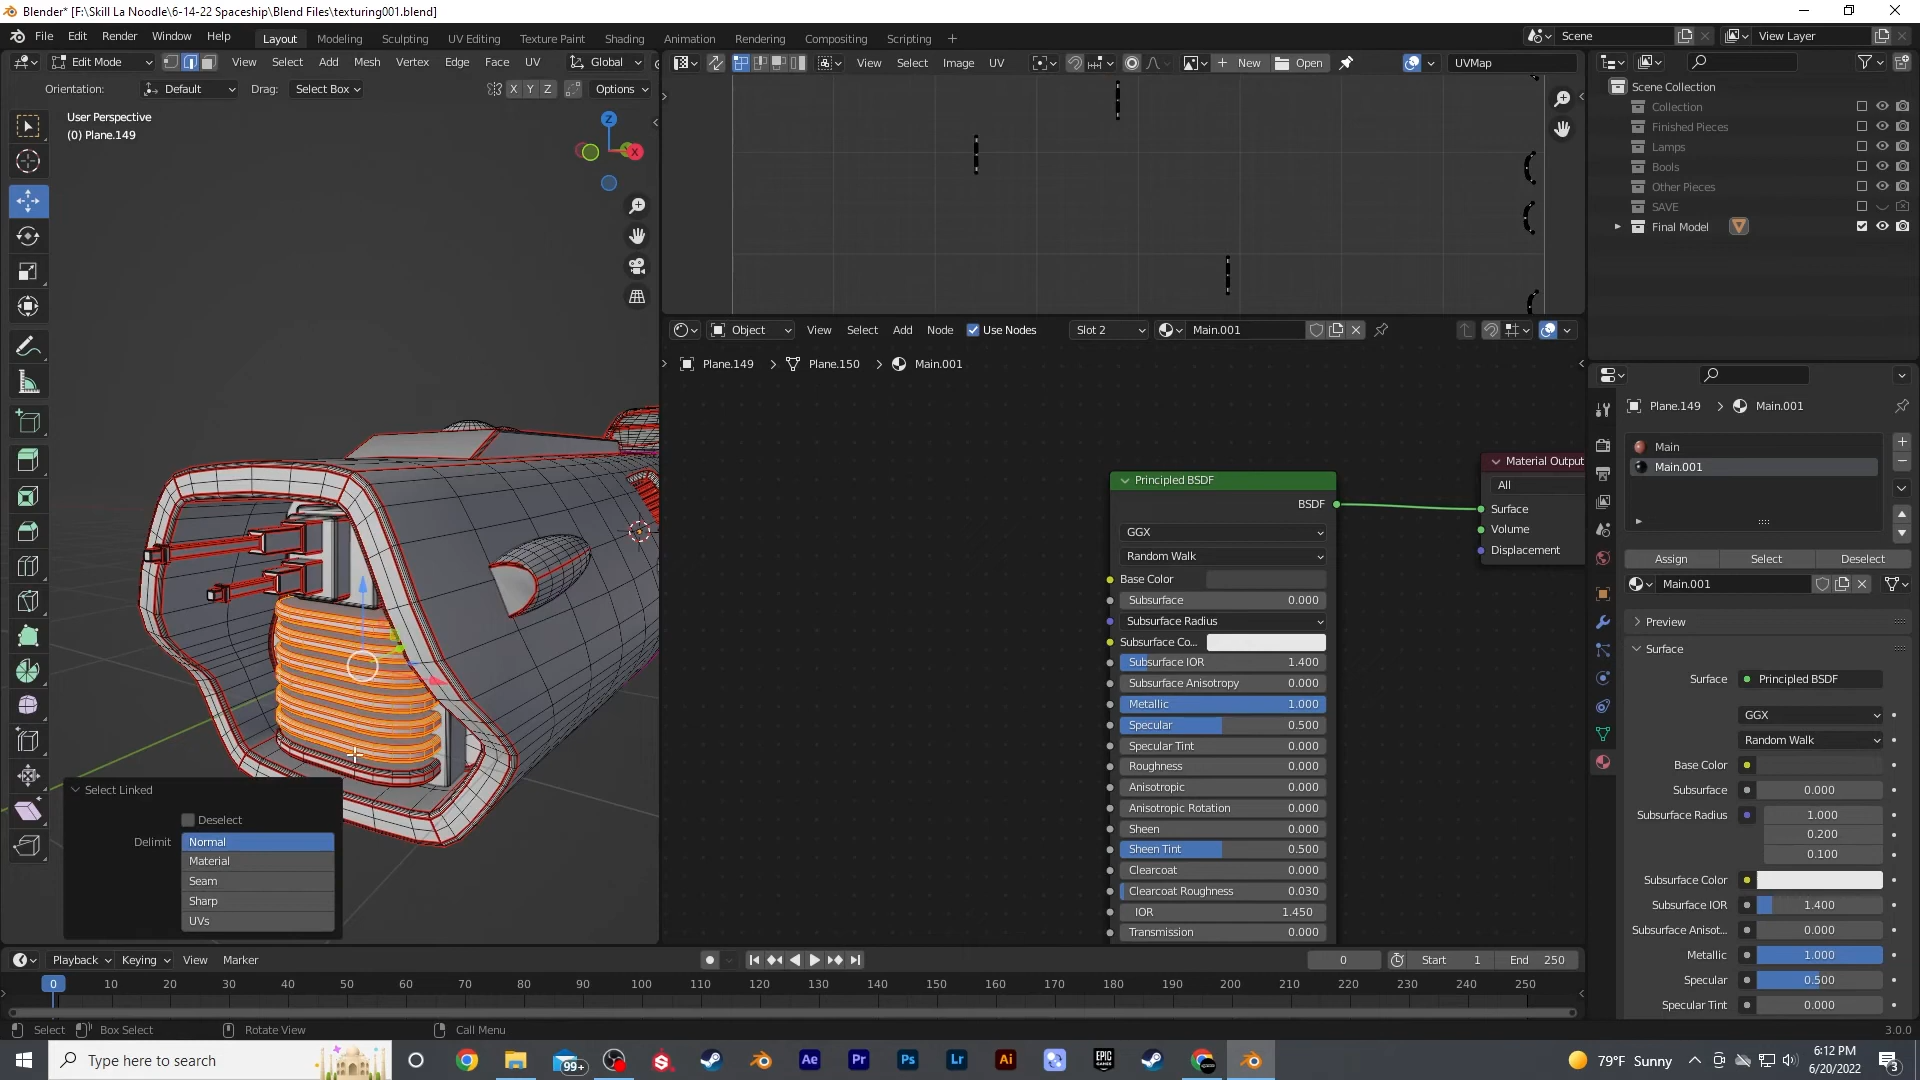 Blender* [F:\Skill La Noodle\6-14-22 Spaceship\Blend Files\texturing001.blend]
File Edit Render Window Help Layout Modeling Sculpting UV Editing Texture Paint Shading Animation Rendering Compositing Scripting + Scene View Layer
Edit Mode View Select Add Mesh Vertex Edge Face UV Global
View Select Image UV New Open UVMap
Orientation: Default Drag: Select Box X Y Z Options
User Perspective
(0) Plane.149
Z
X
Scene Collection
Collection
Finished Pieces
Lamps
Bools
Other Pieces
SAVE
Final Model
Object View Select Add Node Use Nodes Slot 2 Main.001
Plane.149 > Plane.150 > Main.001
Plane.149 > Main.001
Main
Main.001
Assign Select Deselect
Main.001
Preview
Surface
Surface Principled BSDF
GGX
Random Walk
Base Color
Subsurface 0.000
Subsurface Radius 1.000
0.200
0.100
Subsurface Color
Subsurface IOR 1.400
Subsurface Anisot... 0.000
Metallic 1.000
Specular 0.500
Specular Tint 0.000
Principled BSDF
BSDF
GGX
Random Walk
Base Color
Subsurface 0.000
Subsurface Radius
Subsurface Co...
Subsurface IOR 1.400
Subsurface Anisotropy 0.000
Metallic 1.000
Specular 0.500
Specular Tint 0.000
Roughness 0.000
Anisotropic 0.000
Anisotropic Rotation 0.000
Sheen 0.000
Sheen Tint 0.500
Clearcoat 0.000
Clearcoat Roughness 0.030
IOR 1.450
Transmission 0.000
Material Output
All
Surface
Volume
Displacement
Select Linked
Deselect
Delimit Normal
Material
Seam
Sharp
UVs
Playback Keying View Marker 0 Start 1 End 250
0 10 20 30 40 50 60 70 80 90 100 110 120 130 140 150 160 170 180 190 200 210 220 230 240 250
Select Box Select Rotate View Call Menu 3.0.0
Type here to search 99+ Ae Pr Ps Lr Ai EPIC GAMES 79°F Sunny 6:12 PM
6/20/2022 3